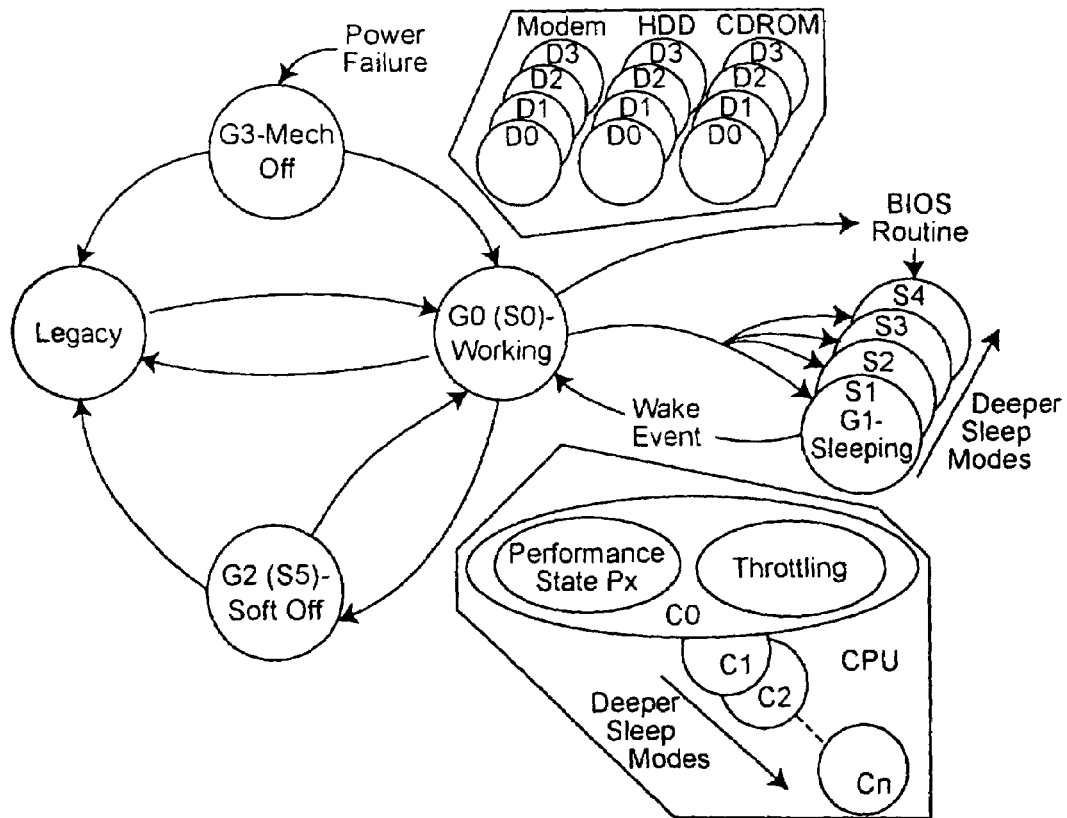 Power
Failure
G3-Mech
Off
Modem HDD CDROM
D3 D3 D3
D2 D2 D2
D1 D1 D1
D0 D0 D0
BIOS
Routine
Legacy
G0 (S0)-
Working
S4
S3
S2
S1
G1-
Sleeping
Wake
Event
Deeper
Sleep
Modes
G2 (S5)-
Soft Off
Performance
State Px
Throttling
C0
C1
C2
CPU
Deeper
Sleep
Modes
Cn